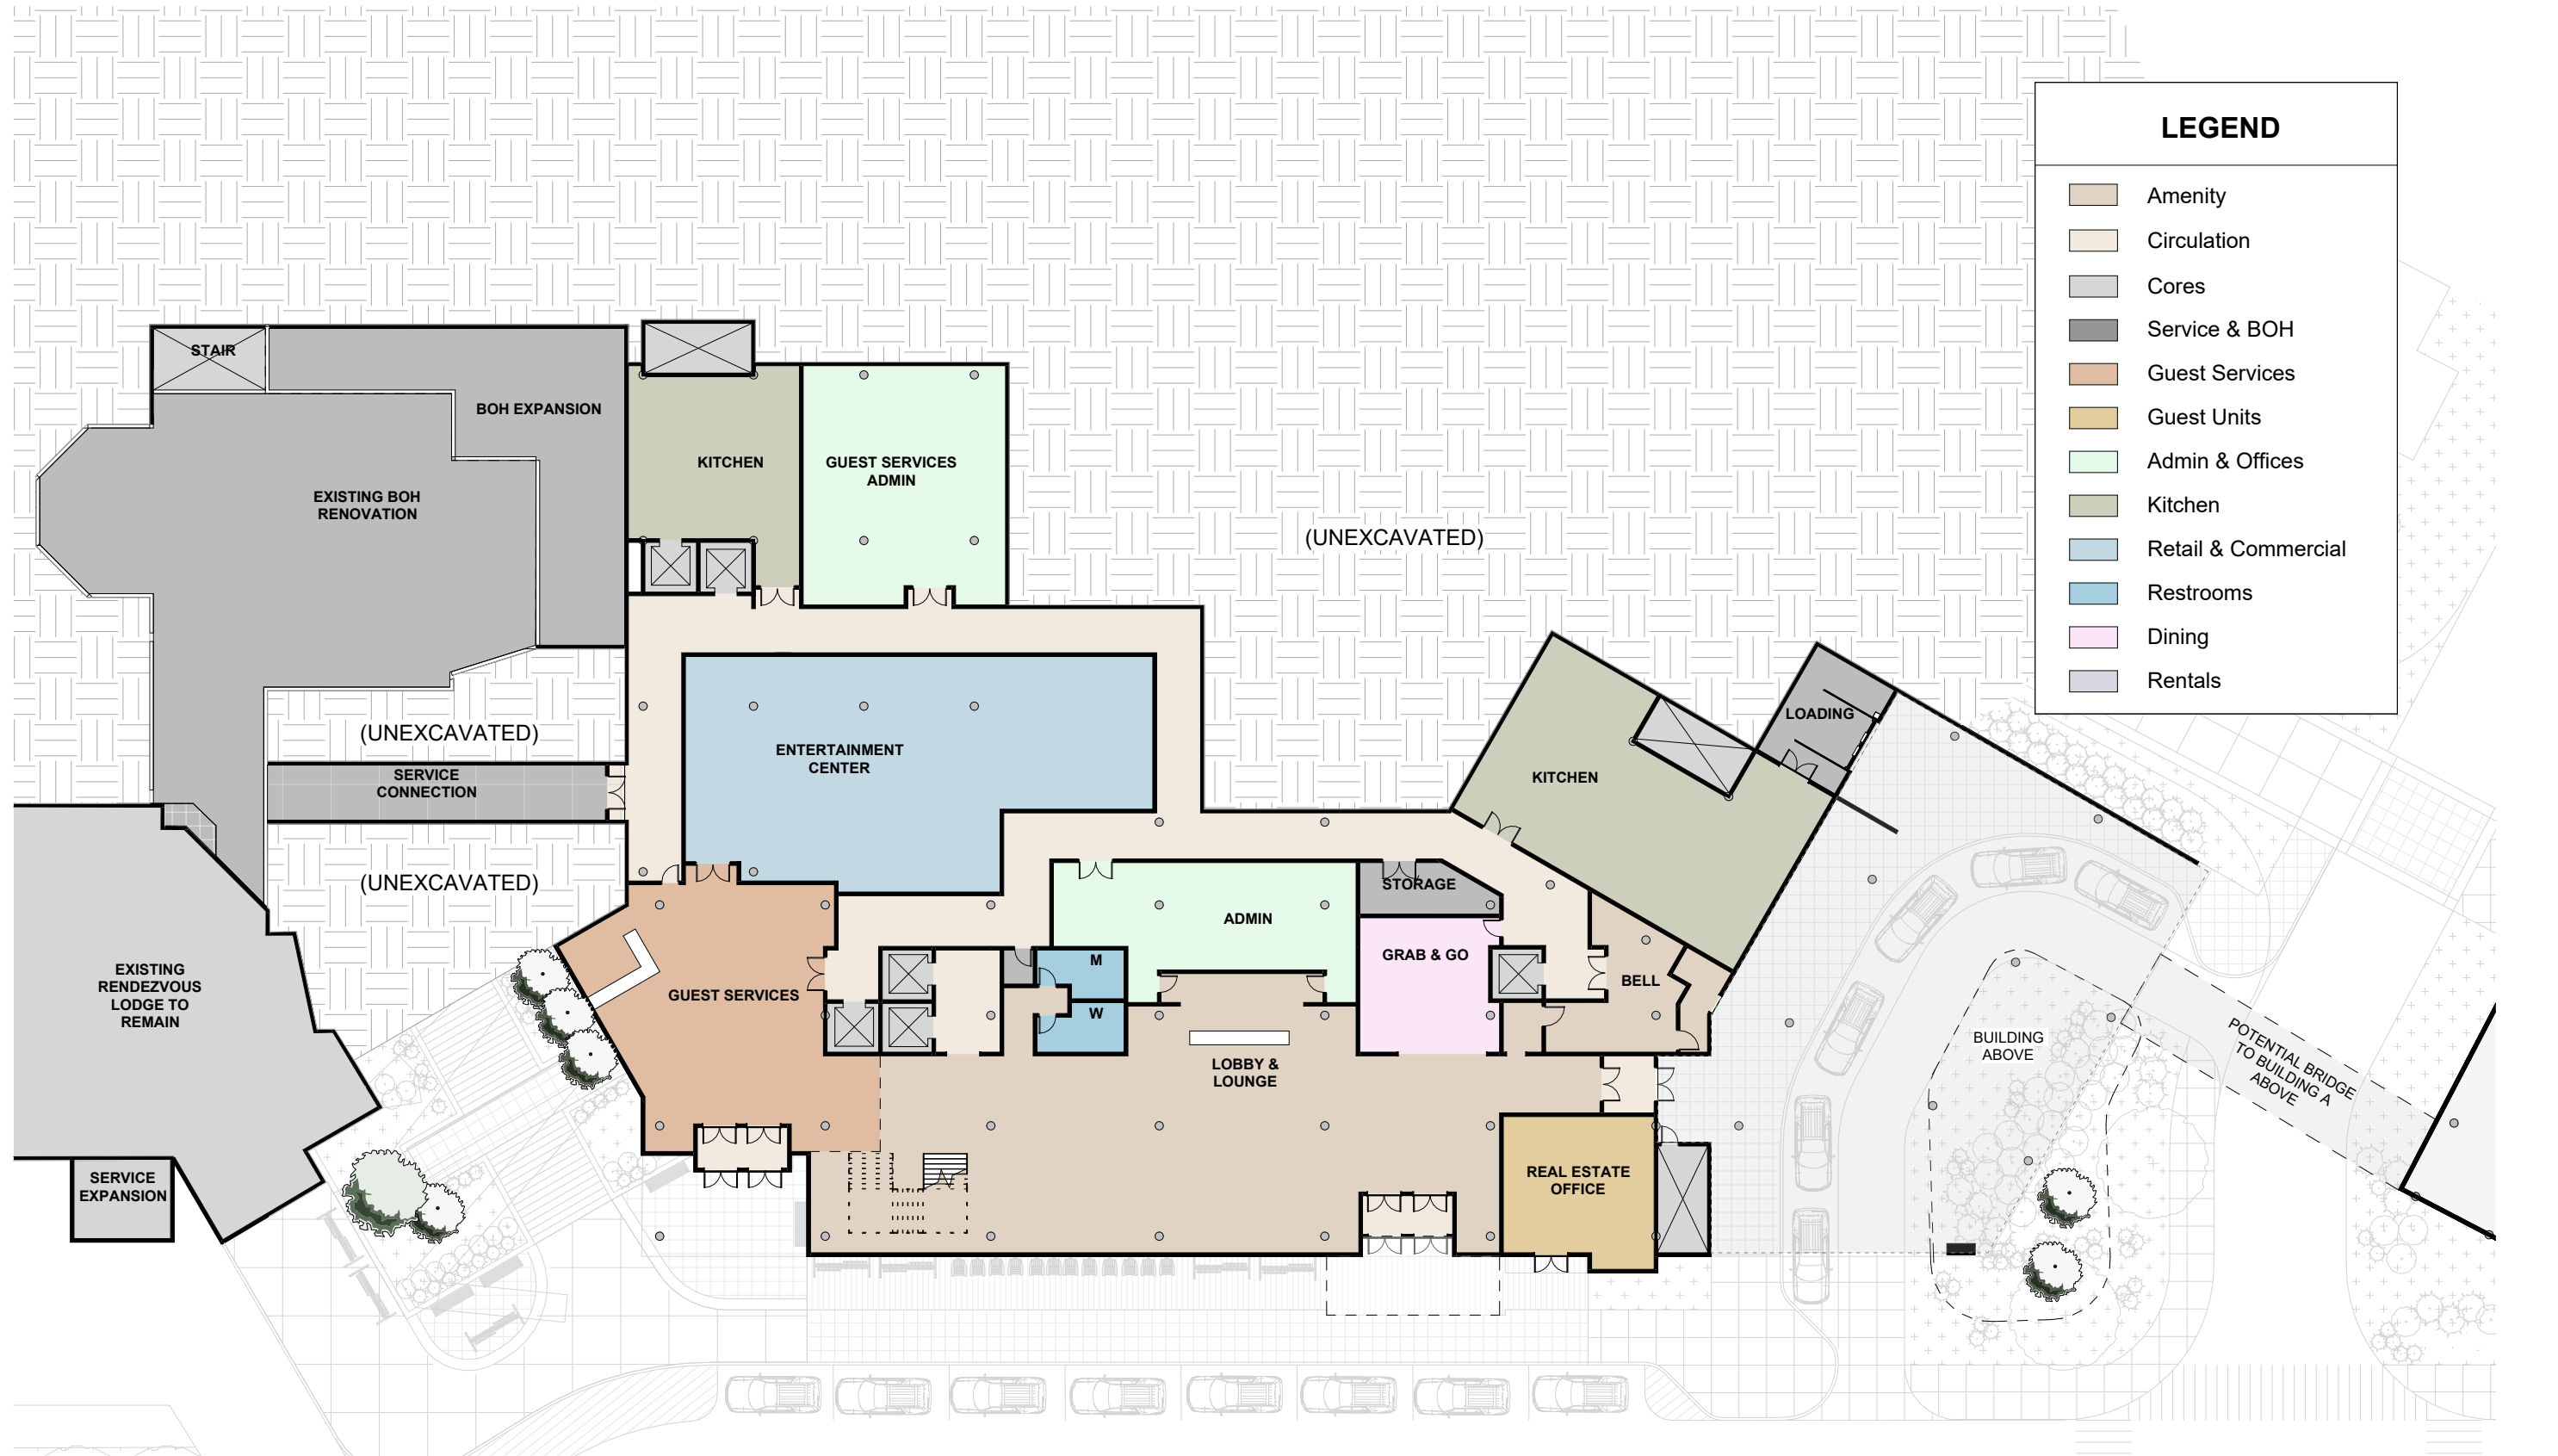 LEGEND
Amenity
Circulation
Cores
Service & BOH
Guest Services
Guest Units
Admin & Offices
Kitchen
Retail & Commercial
Restrooms
Dining
Rentals
STAIR
BOH EXPANSION
KITCHEN
GUEST SERVICES
ADMIN
EXISTING BOH
RENOVATION
(UNEXCAVATED)
(UNEXCAVATED)
SERVICE
CONNECTION
ENTERTAINMENT
CENTER
KITCHEN
LOADING
(UNEXCAVATED)
STORAGE
ADMIN
GRAB & GO
EXISTING
RENDEZVOUS
LODGE TO
REMAIN
GUEST SERVICES
M
W
BELL
LOBBY &
LOUNGE
BUILDING
ABOVE
POTENTIAL BRIDGE
TO BUILDING A
ABOVE
SERVICE
EXPANSION
REAL ESTATE
OFFICE